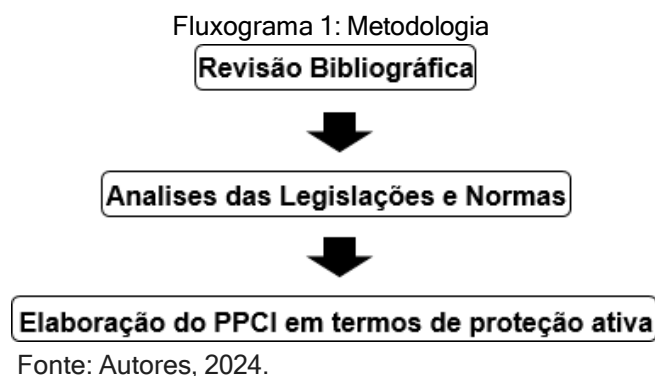 Fluxograma 1: Metodologia
Revisão Bibliográfica
Analises das Legislações e Normas
Elaboração do PPCI em termos de proteção ativa
Fonte: Autores, 2024.